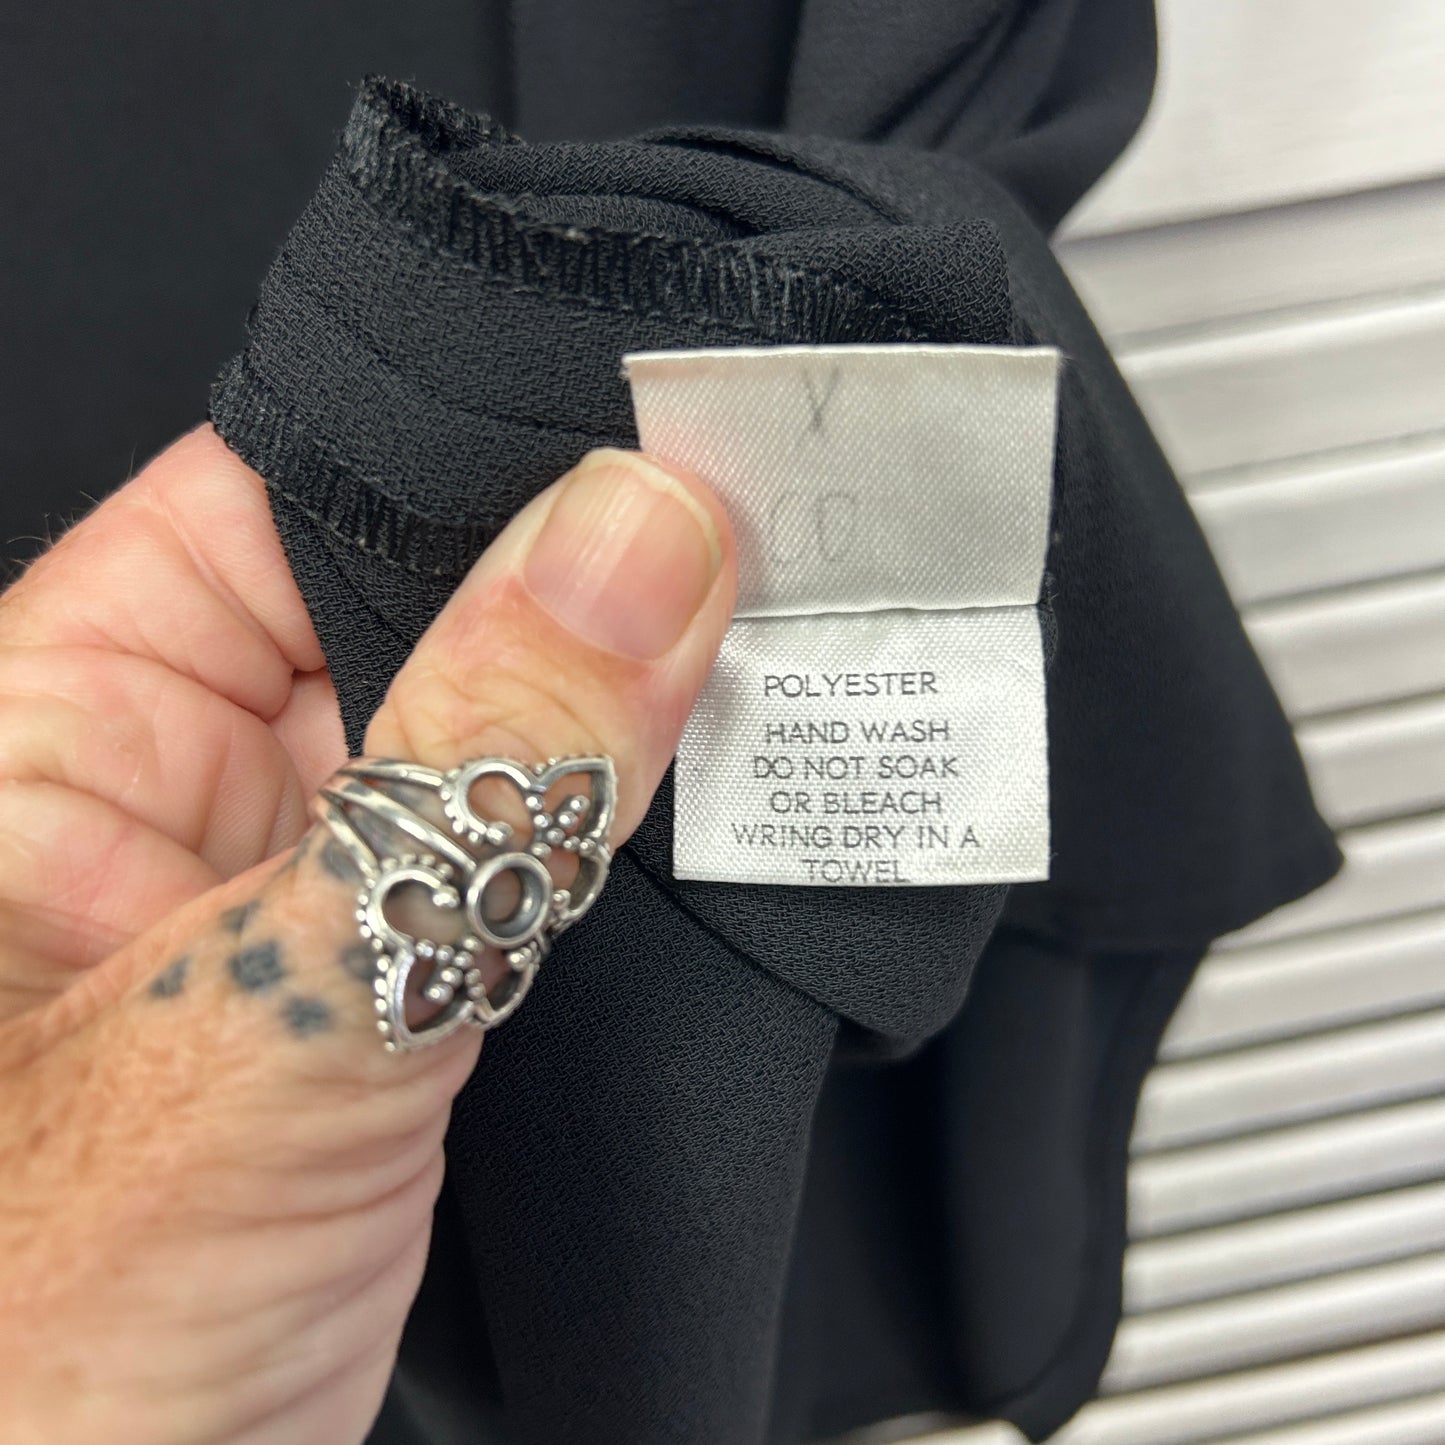 X
POLYESTER
HAND WASH
DO NOT SOAK
OR BLEACH
WRING DRY IN A
TOWEL